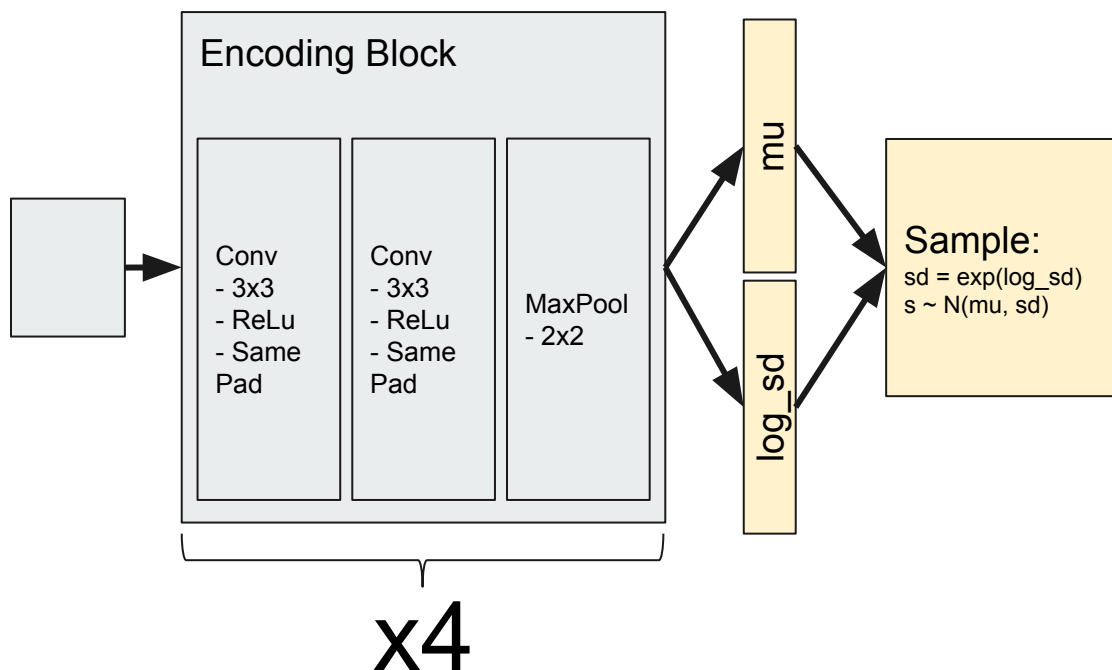 Encoding Block
Conv
- 3x3
- ReLu
- Same
Pad
Conv
- 3x3
- ReLu
- Same
Pad
MaxPool
- 2x2
mu
log_sd
Sample:
sd = exp(log_sd)
s ~ N(mu, sd)
x4